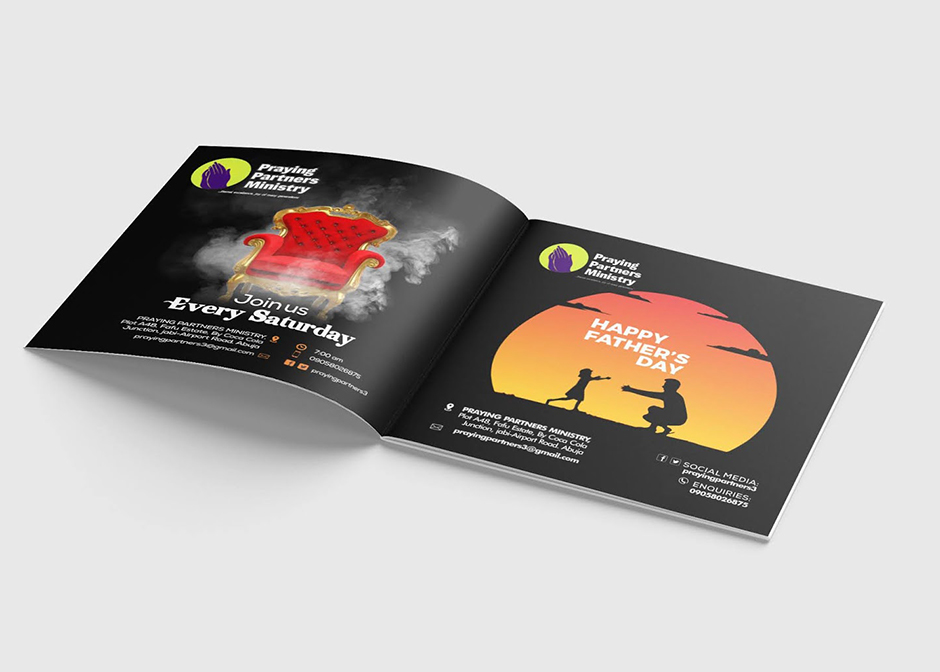 Praying
Partners
Ministry
Join us
Every Saturday
PRAYING PARTNERS MINISTRY,
Plot A48, Fafu Estate, By Coca Cola
Junction, jabi-Airport Road. Abuja
prayingpartners3@gmail.com
7:00 am
09058026875
prayingpartners3
Praying
Partners
Ministry
HAPPY
FATHER'S
DAY
PRAYING PARTNERS MINISTRY,
Plot A48, Fafu Estate, By Coca Cola
Junction, jabi-Airport Road. Abuja
prayingpartners3@gmail.com
SOCIAL MEDIA:
prayingpartners3
ENQUIRIES:
09058026875